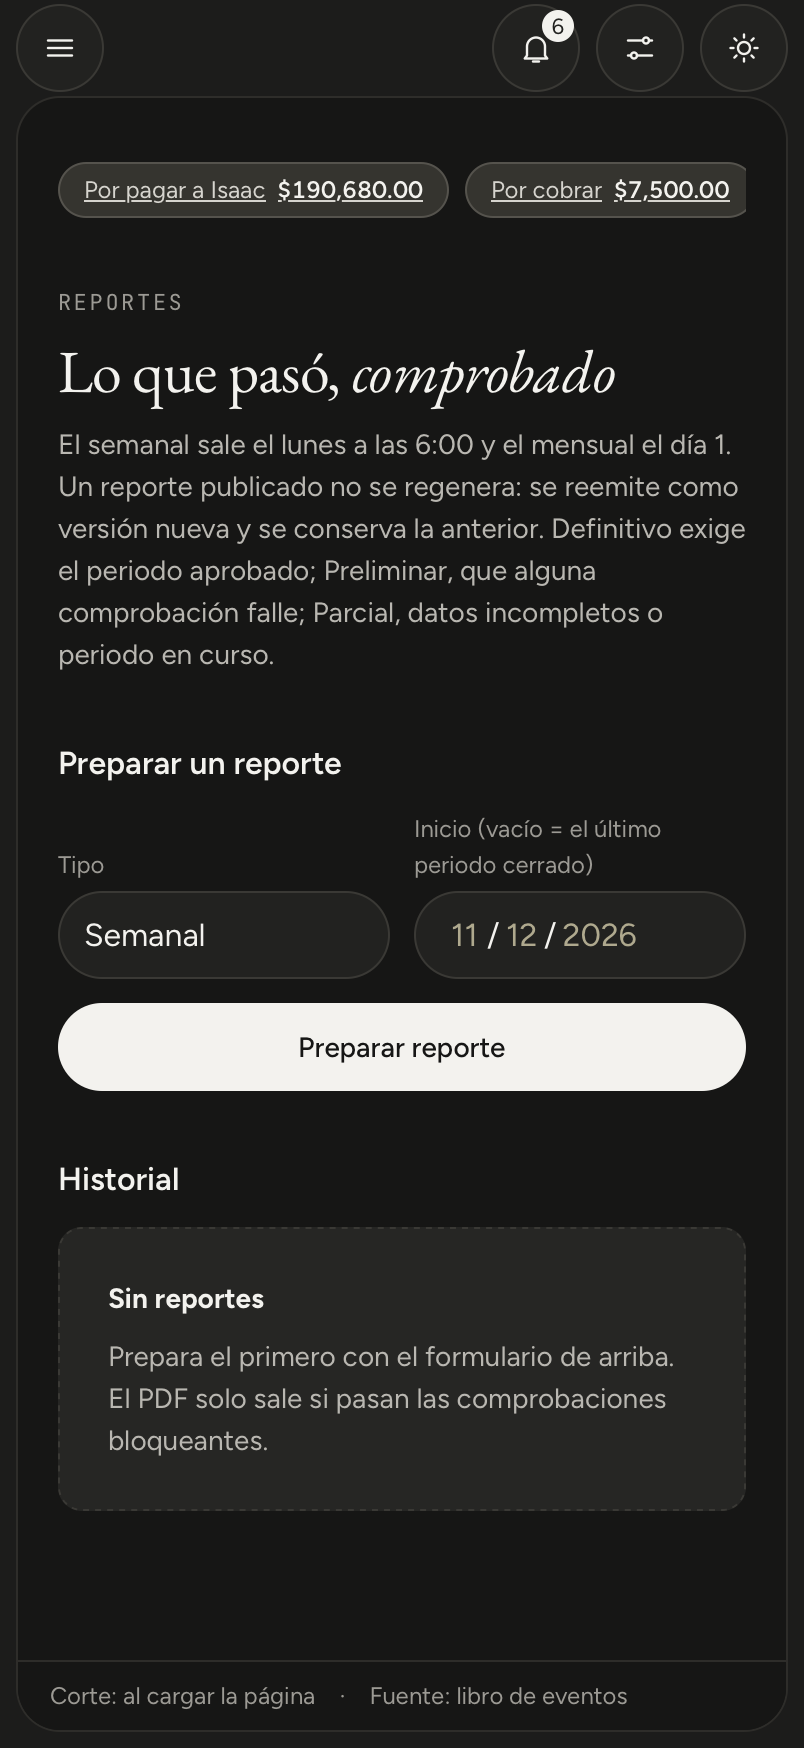 6
Por pagar a Isaac $190,680.00 Por cobrar $7,500.00
REPORTES
Lo que pasó, comprobado
El semanal sale el lunes a las 6:00 y el mensual el día 1.
Un reporte publicado no se regenera: se reemite como
versión nueva y se conserva la anterior. Definitivo exige
el periodo aprobado; Preliminar, que alguna
comprobación falle; Parcial, datos incompletos o
periodo en curso.
Preparar un reporte
Tipo
Inicio (vacío = el último
periodo cerrado)
Semanal
11 / 12 / 2026
Preparar reporte
Historial
Sin reportes
Prepara el primero con el formulario de arriba.
El PDF solo sale si pasan las comprobaciones
bloqueantes.
Corte: al cargar la página · Fuente: libro de eventos